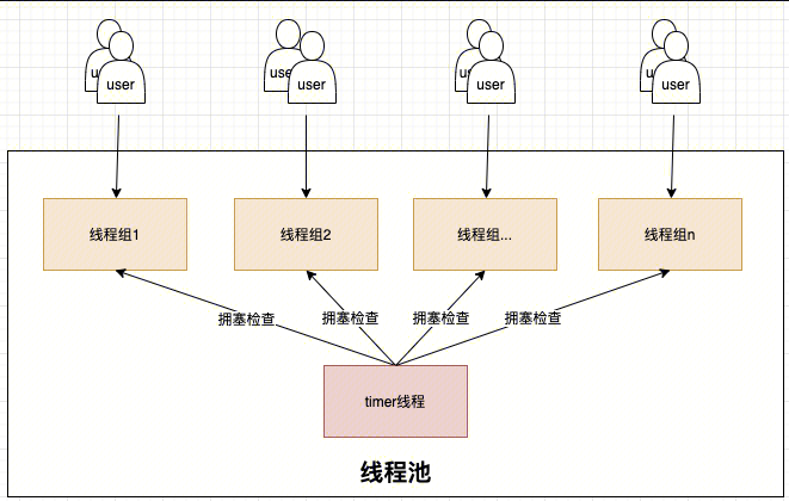 user
user
user
user
线程组1
线程组2
线程组...
线程组n
拥塞检查
拥塞检查
拥塞检查
拥塞检查
timer线程
线程池